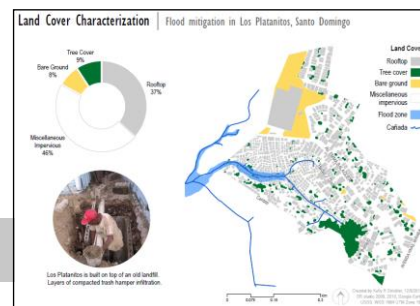 Land Cover Characterization | Flood mitigation in Los Platanitos, Santo Domingo
Tree Cover
9%
Bare Ground
8%
Rooftop
37%
Miscellaneous
Impervious
46%
Los Platanitos is built on top of an old landfill.
Layers of compacted trash hamper infiltration.
Land Cov
Rooftop
Tree cover
Bare ground
Miscellaneous
impervious
Flood zone
Cañada